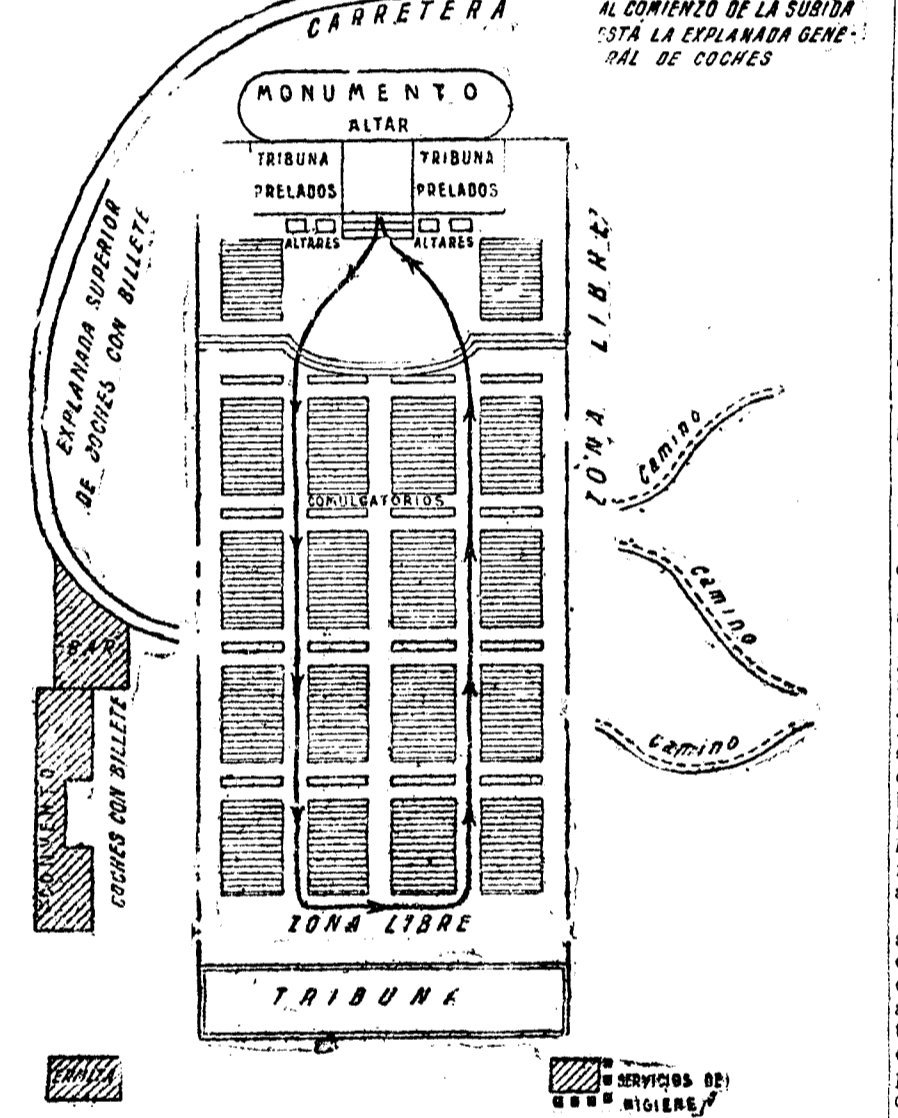 CARRETERA
AL COMIENZO DE LA SUBIDA
ESTÁ LA EXPLANADA GENE-
RAL DE COCHES
MONUMENTO
ALTAR
TRIBUNA
PRELADOS
TRIBUNA
PRELADOS
ALTARES
ALTARES
EXPLANADA SUPERIOR
DE COCHES CON BILLETE
ZONA LIBRE
Camino
COMULGATORIOS
Camino
BAR
Camino
CONVENTO
COCHES CON BILLETE
ZONA LIBRE
TRIBUNA
ERMITA
SERVICIOS DE
HIGIENE